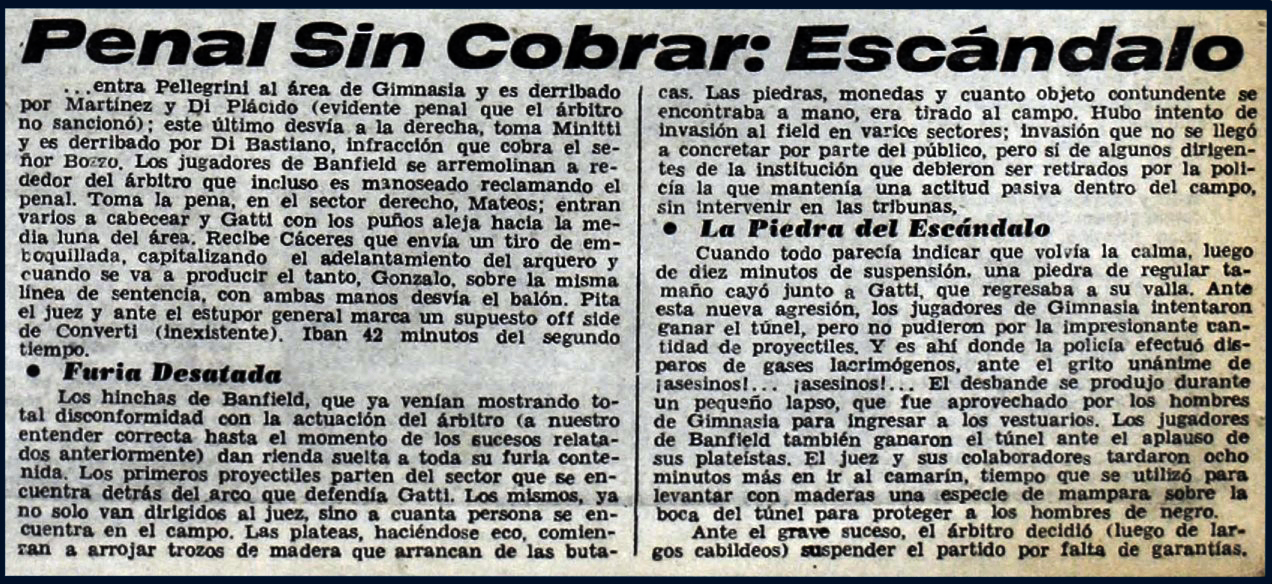 Penal Sin Cobrar: Escándalo
...entra Pellegrini al área de Gimnasia y es derribado
por Martínez y Di Plácido (evidente penal que el árbitro
no sancionó); este último desvía a la derecha, toma Minitti
y es derribado por Di Bastiano, infracción que cobra el se-
ñor Bozzo. Los jugadores de Banfield se arremolinan a re-
dedor del árbitro que incluso es manoseado reclamando el
penal. Toma la pena, en el sector derecho, Mateos; entran
varios a cabecear y Gatti con los puños aleja hacia la me-
dia luna del área. Recibe Cáceres que envía un tiro de em-
boquillada, capitalizando el adelantamiento del arquero y
cuando se va a producir el tanto, Gonzalo, sobre la misma
línea de sentencia, con ambas manos desvía el balón. Pita
el juez y ante el estupor general marca un supuesto off side
de Converti (inexistente). Iban 42 minutos del segundo
tiempo.
• Furia Desatada
Los hinchas de Banfield, que ya venían mostrando to-
tal disconformidad con la actuación del árbitro (a nuestro
entender correcta hasta el momento de los sucesos relata-
dos anteriormente) dan rienda suelta a toda su furia conte-
nida. Los primeros proyectiles parten del sector que se en-
cuentra detrás del arco que defendía Gatti. Los mismos, ya
no solo van dirigidos al juez, sino a cuanta persona se en-
cuentra en el campo. Las plateas, haciéndose eco, comien-
zan a arrojar trozos de madera que arrancan de las buta-
cas. Las piedras, monedas y cuanto objeto contundente se
encontraba a mano, era tirado al campo. Hubo intento de
invasión al field en varios sectores; invasión que no se llegó
a concretar por parte del público, pero sí de algunos dirigen-
tes de la institución que debieron ser retirados por la poli-
cía la que mantenía una actitud pasiva dentro del campo,
sin intervenir en las tribunas.
• La Piedra del Escándalo
Cuando todo parecía indicar que volvía la calma, luego
de diez minutos de suspensión, una piedra de regular ta-
maño cayó junto a Gatti, que regresaba a su valla. Ante
esta nueva agresión, los jugadores de Gimnasia intentaron
ganar el túnel, pero no pudieron por la impresionante can-
tidad de proyectiles. Y es ahí donde la policía efectuó dis-
paros de gases lacrimógenos, ante el grito unánime de
¡asesinos!... ¡asesinos!... El desbande se produjo durante
un pequeño lapso, que fue aprovechado por los hombres
de Gimnasia para ingresar a los vestuarios. Los jugadores
de Banfield también ganaron el túnel ante el aplauso de
sus plateístas. El juez y sus colaboradores tardaron ocho
minutos más en ir al camarín, tiempo que se utilizó para
levantar con maderas una especie de mampara sobre la
boca del túnel para proteger a los hombres de negro.
Ante el grave suceso, el árbitro decidió (luego de lar-
gos cabildeos) suspender el partido por falta de garantías.